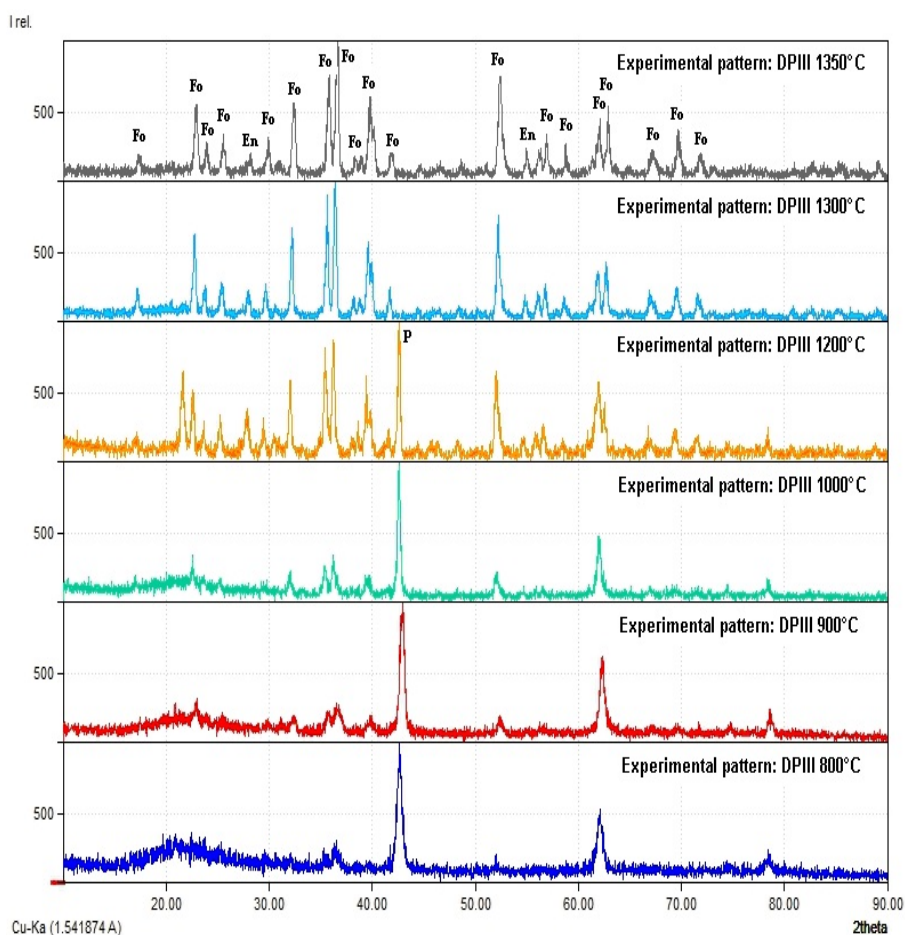 I rel.
Experimental pattern: DPIII 1350°C
Fo Fo Fo Fo En Fo Fo Fo Fo Fo Fo Fo Fo En Fo Fo Fo Fo Fo Fo Fo
500
Experimental pattern: DPIII 1300°C
500
Experimental pattern: DPIII 1200°C
P
500
Experimental pattern: DPIII 1000°C
500
Experimental pattern: DPIII 900°C
500
Experimental pattern: DPIII 800°C
500
20.00 30.00 40.00 50.00 60.00 70.00 80.00 90.00
Cu-Ka (1.541874 A) 2theta